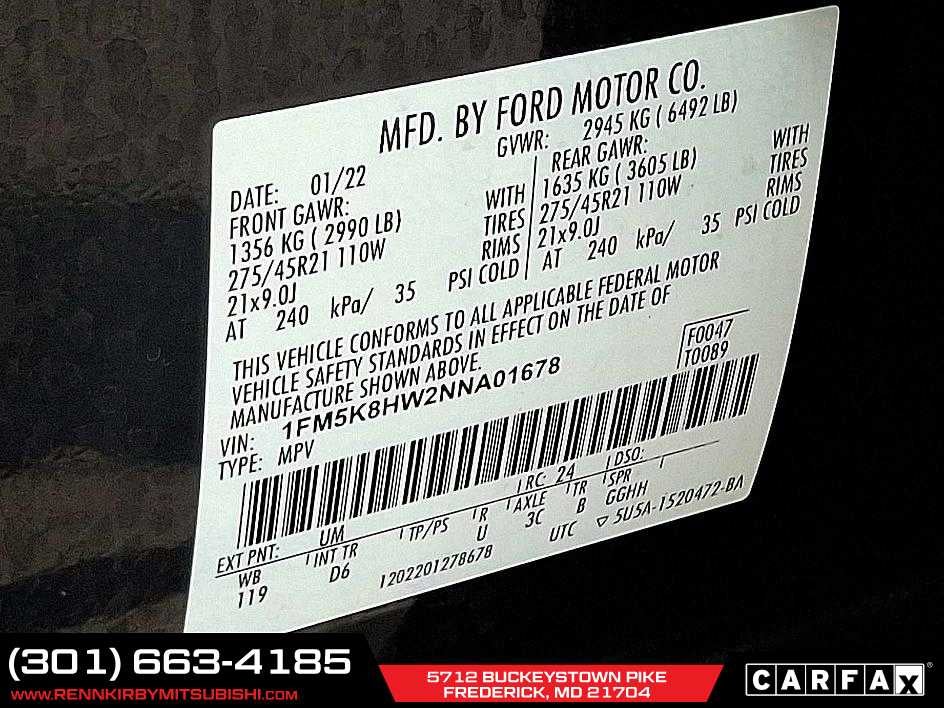 MFD. BY FORD MOTOR CO.
DATE: 01/22
GVWR: 2945 KG ( 6492 LB)
FRONT GAWR:
1356 KG ( 2990 LB) WITH
275/45R21 110W TIRES
21x9.0J RIMS
AT 240 kPa/ 35 PSI COLD
REAR GAWR:
1635 KG ( 3605 LB) WITH
275/45R21 110W TIRES
21x9.0J RIMS
AT 240 kPa/ 35 PSI COLD
THIS VEHICLE CONFORMS TO ALL APPLICABLE FEDERAL MOTOR
VEHICLE SAFETY STANDARDS IN EFFECT ON THE DATE OF
MANUFACTURE SHOWN ABOVE.
F0047
T0089
VIN: 1FM5K8HW2NNA01678
TYPE: MPV
EXT PNT: UM RC: 24 DSO:
WB INT TR TP/PS R AXLE TR SPR
119 D6 U 3C B GGHH
1202201278678 UTC ▽ 5U5A-1520472-BA
(301) 663-4185
WWW.RENNKIRBYMITSUBISHI.COM
5712 BUCKEYSTOWN PIKE
FREDERICK, MD 21704
CARFAX